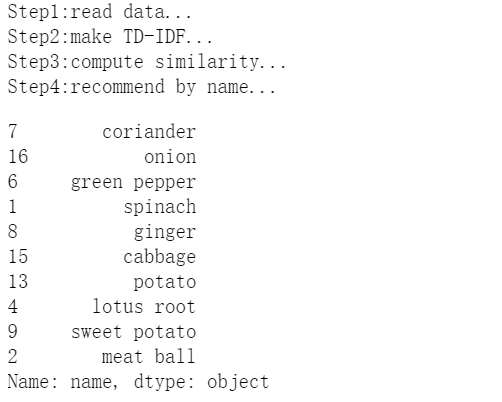 Step1:read data...
Step2:make TD-IDF...
Step3:compute similarity...
Step4:recommend by name...
7 coriander
16 onion
6 green pepper
1 spinach
8 ginger
15 cabbage
13 potato
4 lotus root
9 sweet potato
2 meat ball
Name: name, dtype: object